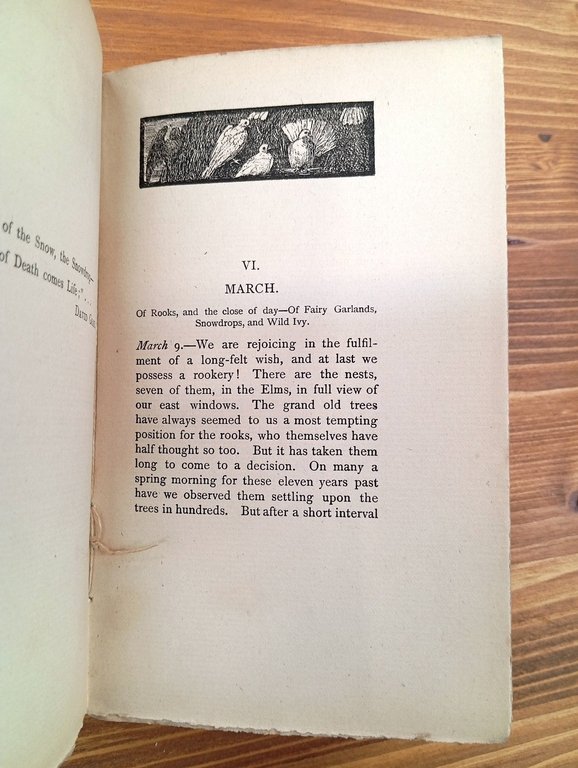 of the Snow, the Snowdrop—
of Death comes Life;" . . .
David
VI.
MARCH.
Of Rooks, and the close of day—Of Fairy Garlands,
Snowdrops, and Wild Ivy.
March 9.—We are rejoicing in the fulfil-
ment of a long-felt wish, and at last we
possess a rookery! There are the nests,
seven of them, in the Elms, in full view of
our east windows. The grand old trees
have always seemed to us a most tempting
position for the rooks, who themselves have
half thought so too. But it has taken them
long to come to a decision. On many a
spring morning for these eleven years past
have we observed them settling upon the
trees in hundreds. But after a short interval